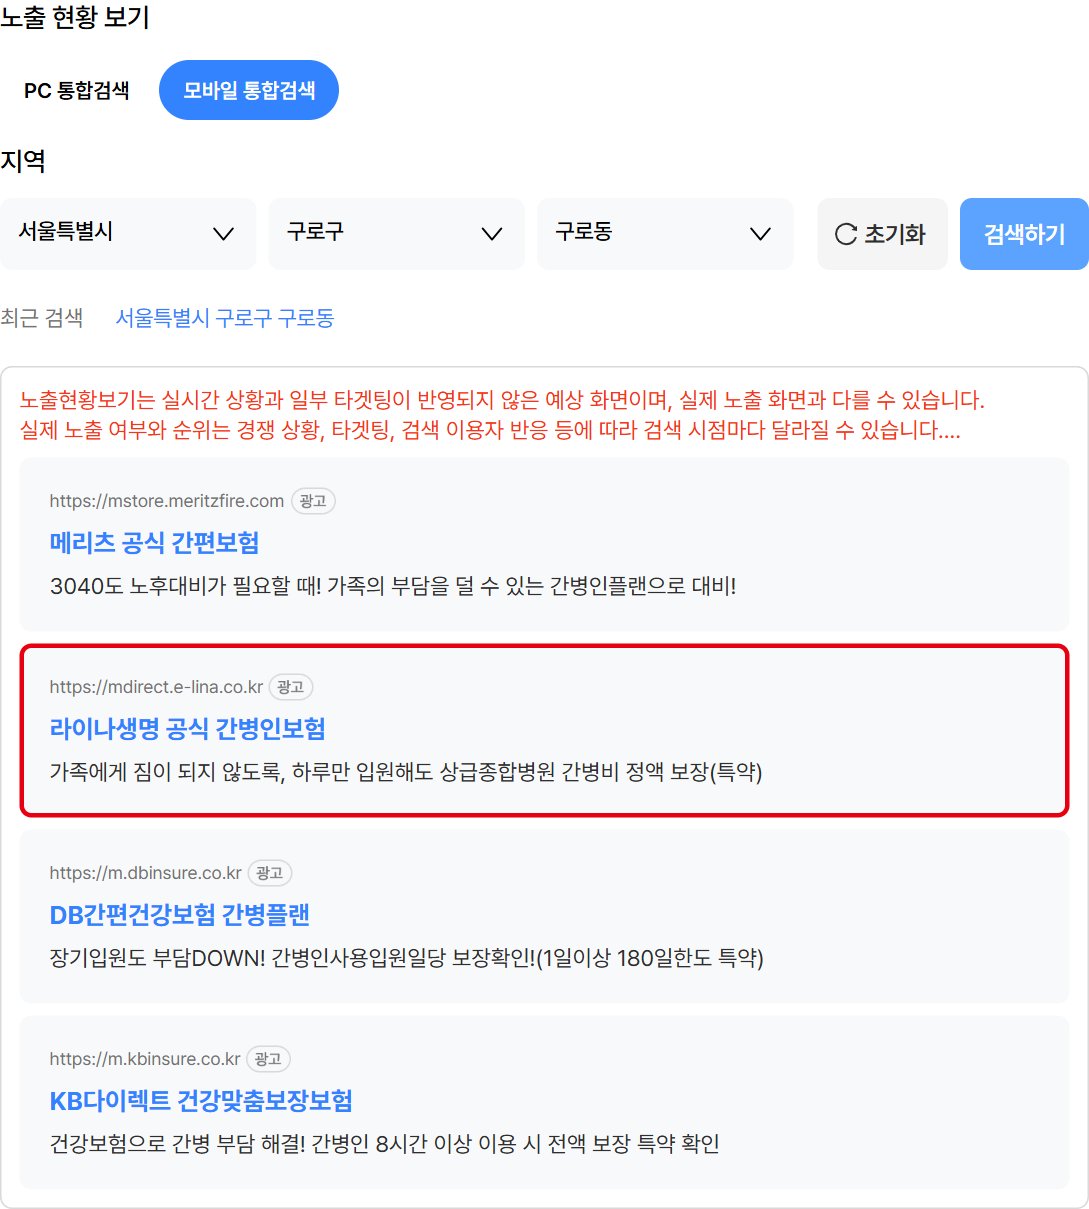 노출 현황 보기
PC 통합검색 모바일 통합검색
지역
서울특별시 구로구 구로동 초기화 검색하기
최근 검색 서울특별시 구로구 구로동
노출현황보기는 실시간 상황과 일부 타겟팅이 반영되지 않은 예상 화면이며, 실제 노출 화면과 다를 수 있습니다.
실제 노출 여부와 순위는 경쟁 상황, 타겟팅, 검색 이용자 반응 등에 따라 검색 시점마다 달라질 수 있습니다....
https://mstore.meritzfire.com 광고
메리츠 공식 간편보험
3040도 노후대비가 필요할 때! 가족의 부담을 덜 수 있는 간병인플랜으로 대비!
https://mdirect.e-lina.co.kr 광고
라이나생명 공식 간병인보험
가족에게 짐이 되지 않도록, 하루만 입원해도 상급종합병원 간병비 정액 보장(특약)
https://m.dbinsure.co.kr 광고
DB간편건강보험 간병플랜
장기입원도 부담DOWN! 간병인사용입원일당 보장확인!(1일이상 180일한도 특약)
https://m.kbinsure.co.kr 광고
KB다이렉트 건강맞춤보장보험
건강보험으로 간병 부담 해결! 간병인 8시간 이상 이용 시 전액 보장 특약 확인